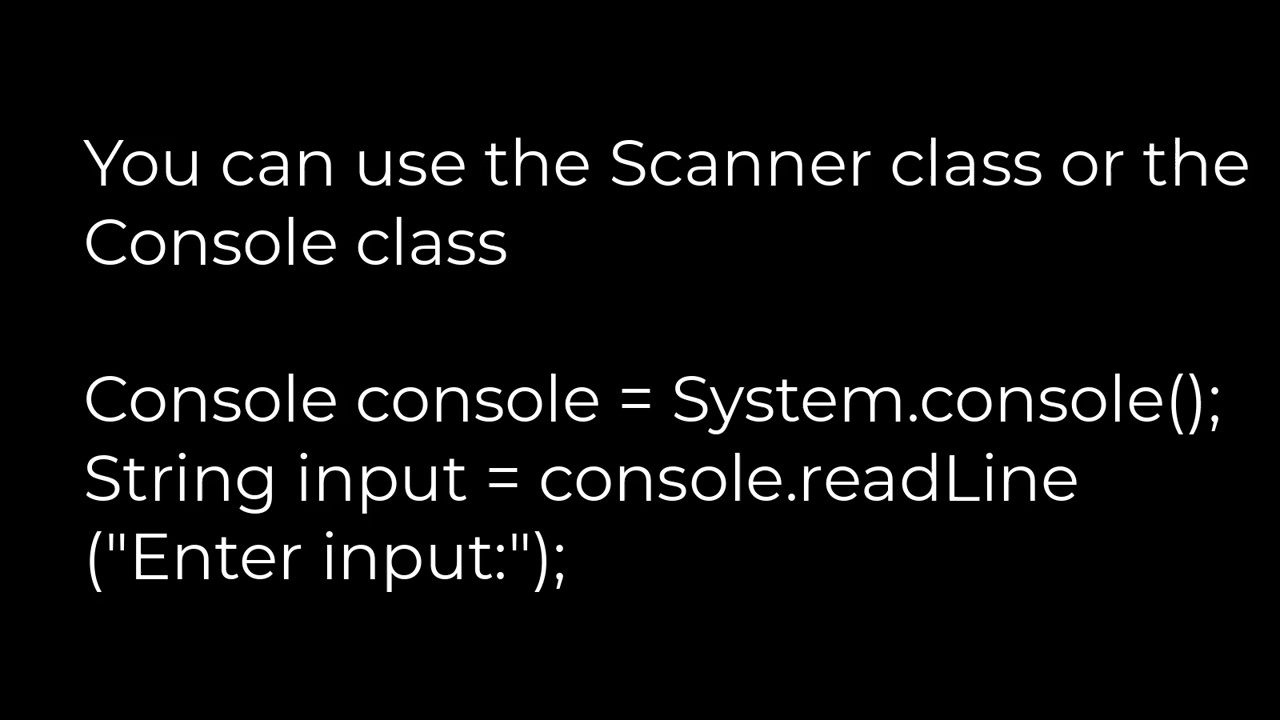 You can use the Scanner class or the
Console class
Console console = System.console();
String input = console.readLine
("Enter input:");